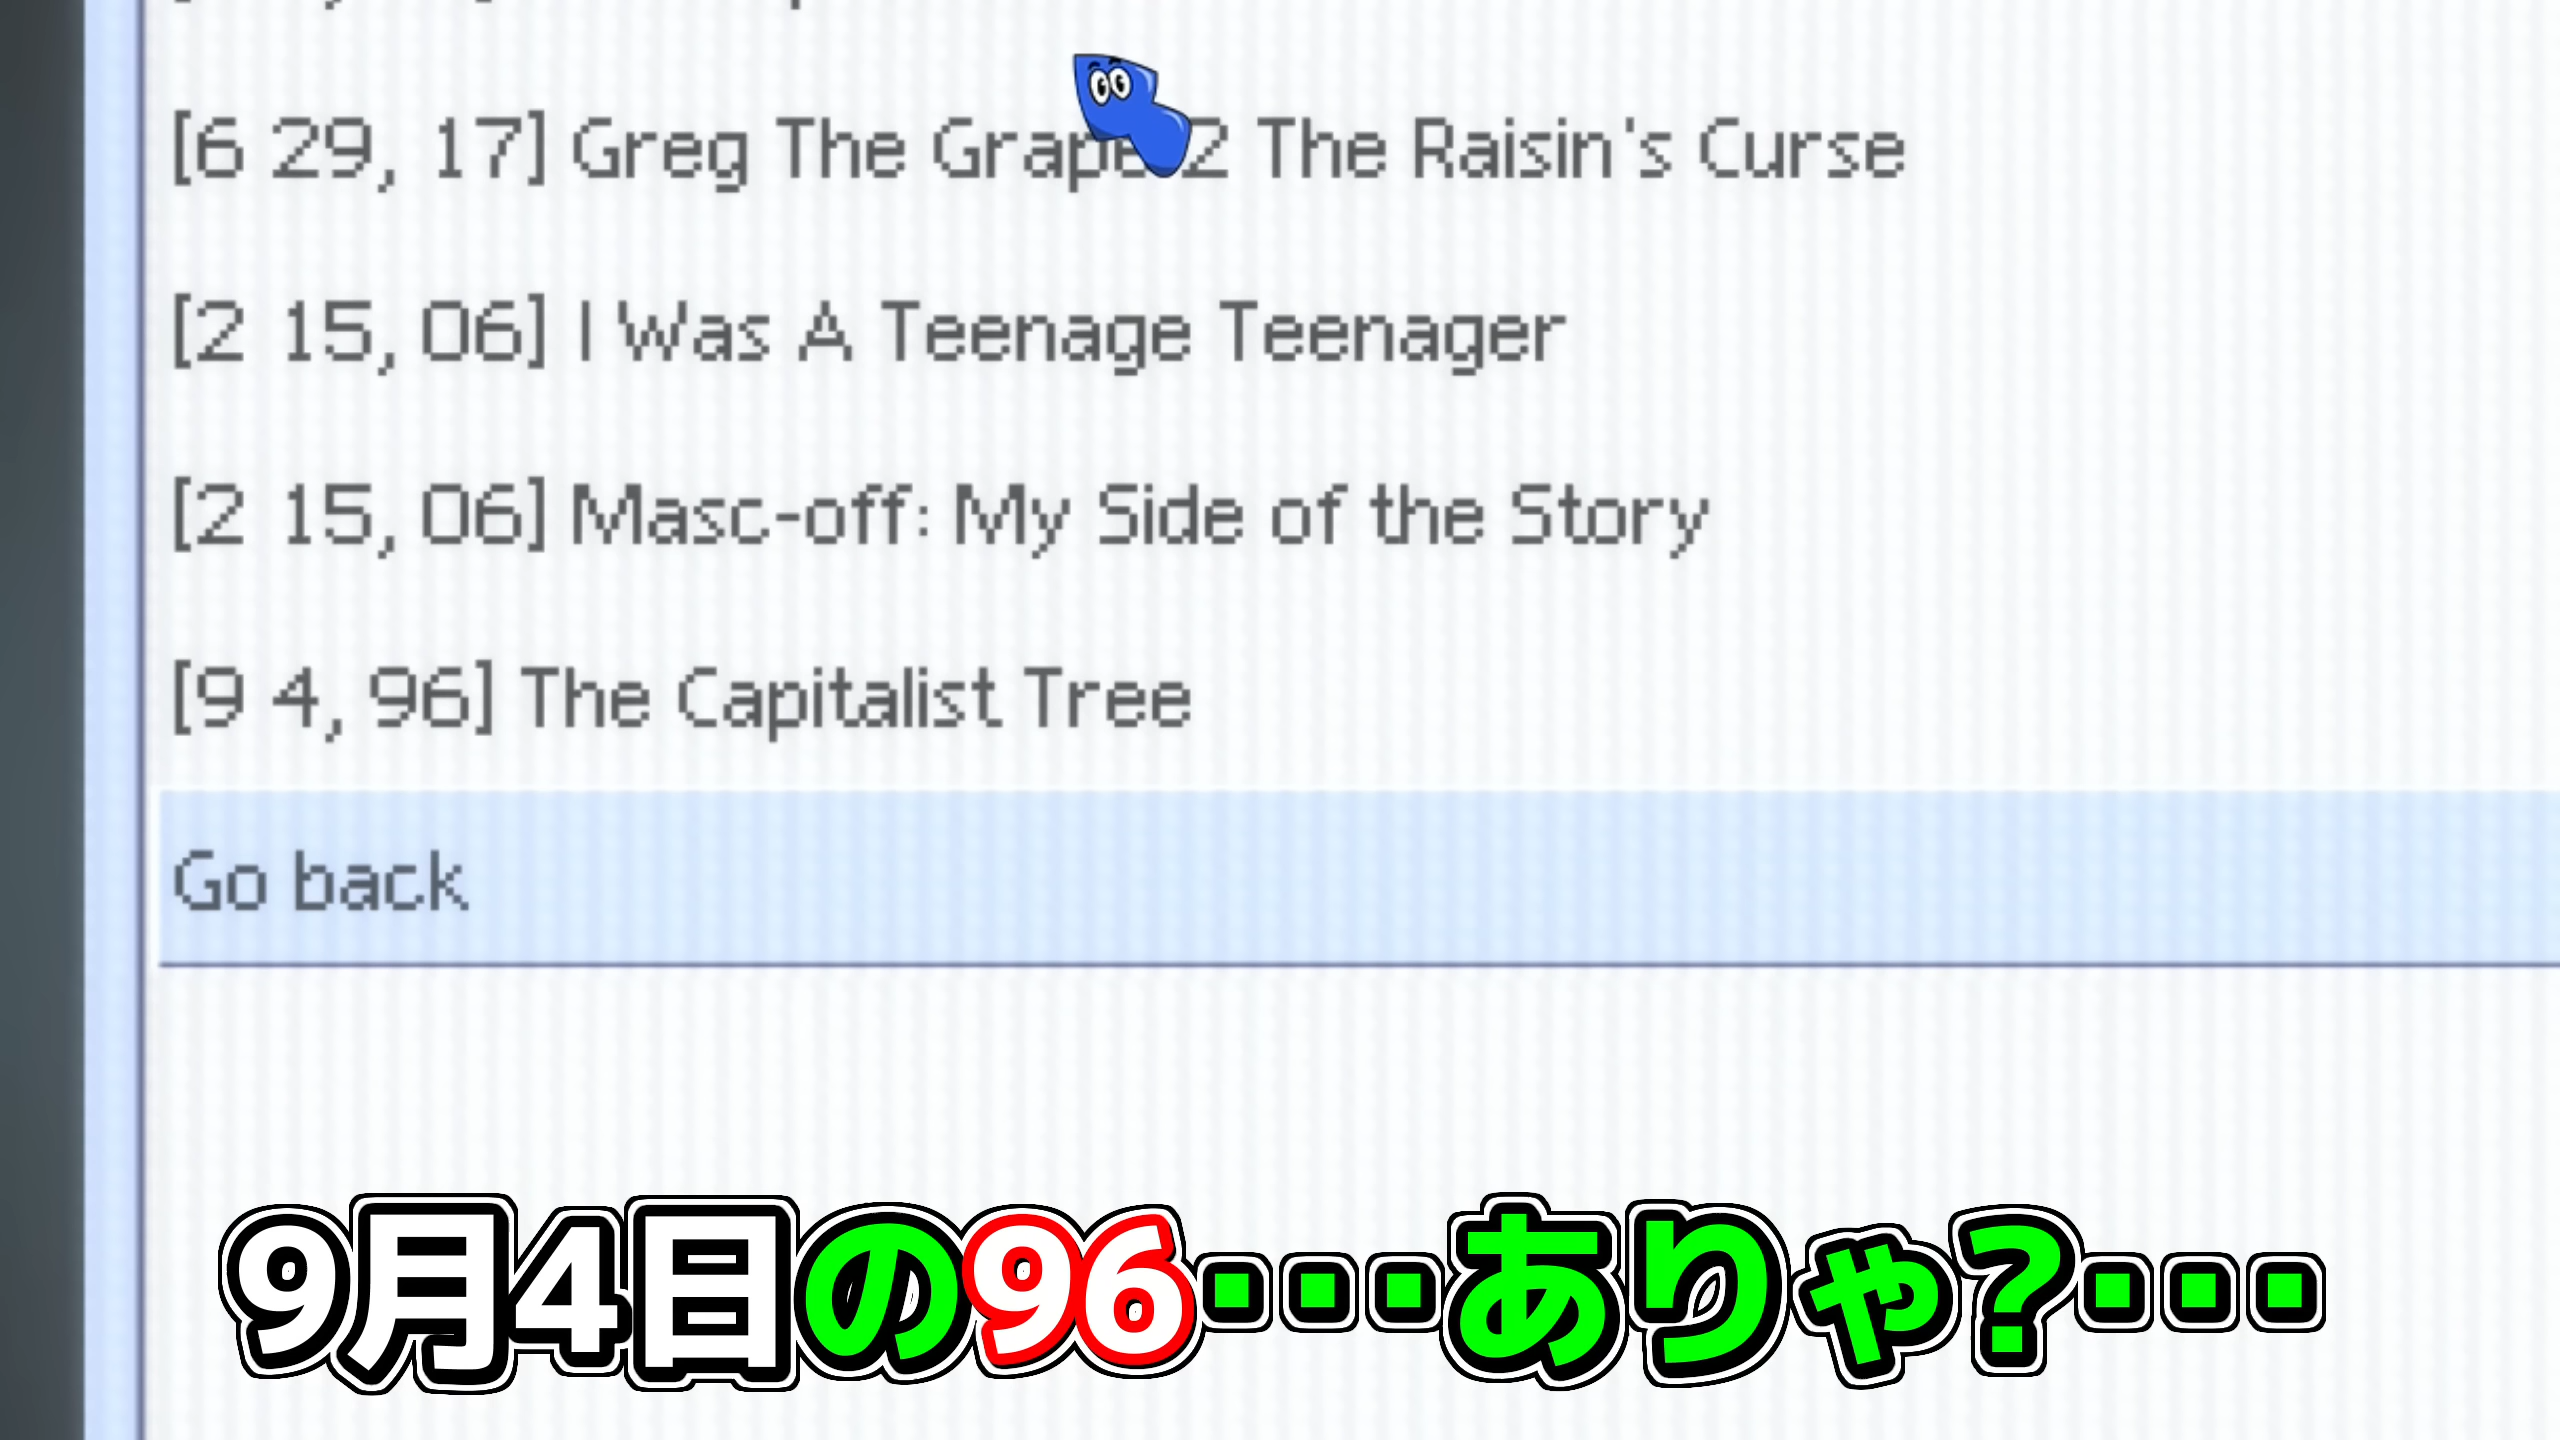 [6 29, 17] Greg The Grape 2 The Raisin's Curse
[2 15, 06] I Was A Teenage Teenager
[2 15, 06] Masc-off: My Side of the Story
[9 4, 96] The Capitalist Tree
Go back
9月4日の96･･･ありゃ?･･･